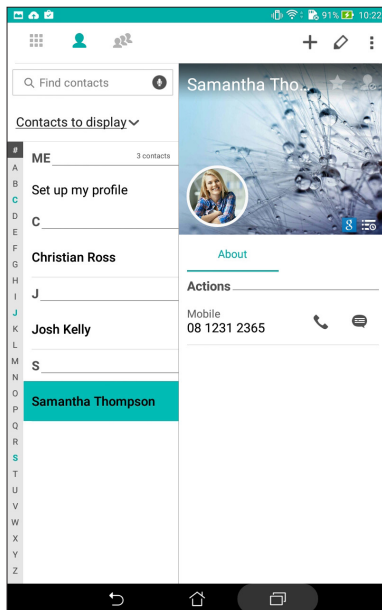 91% 10:22
Find contacts
Contacts to display
ME 3 contacts
Set up my profile
C
Christian Ross
J
Josh Kelly
S
Samantha Thompson
#
A
B
C
D
E
F
G
H
I
J
K
L
M
N
O
P
Q
R
S
T
U
V
W
X
Y
Z
Samantha Tho...
8
About
Actions
Mobile
08 1231 2365